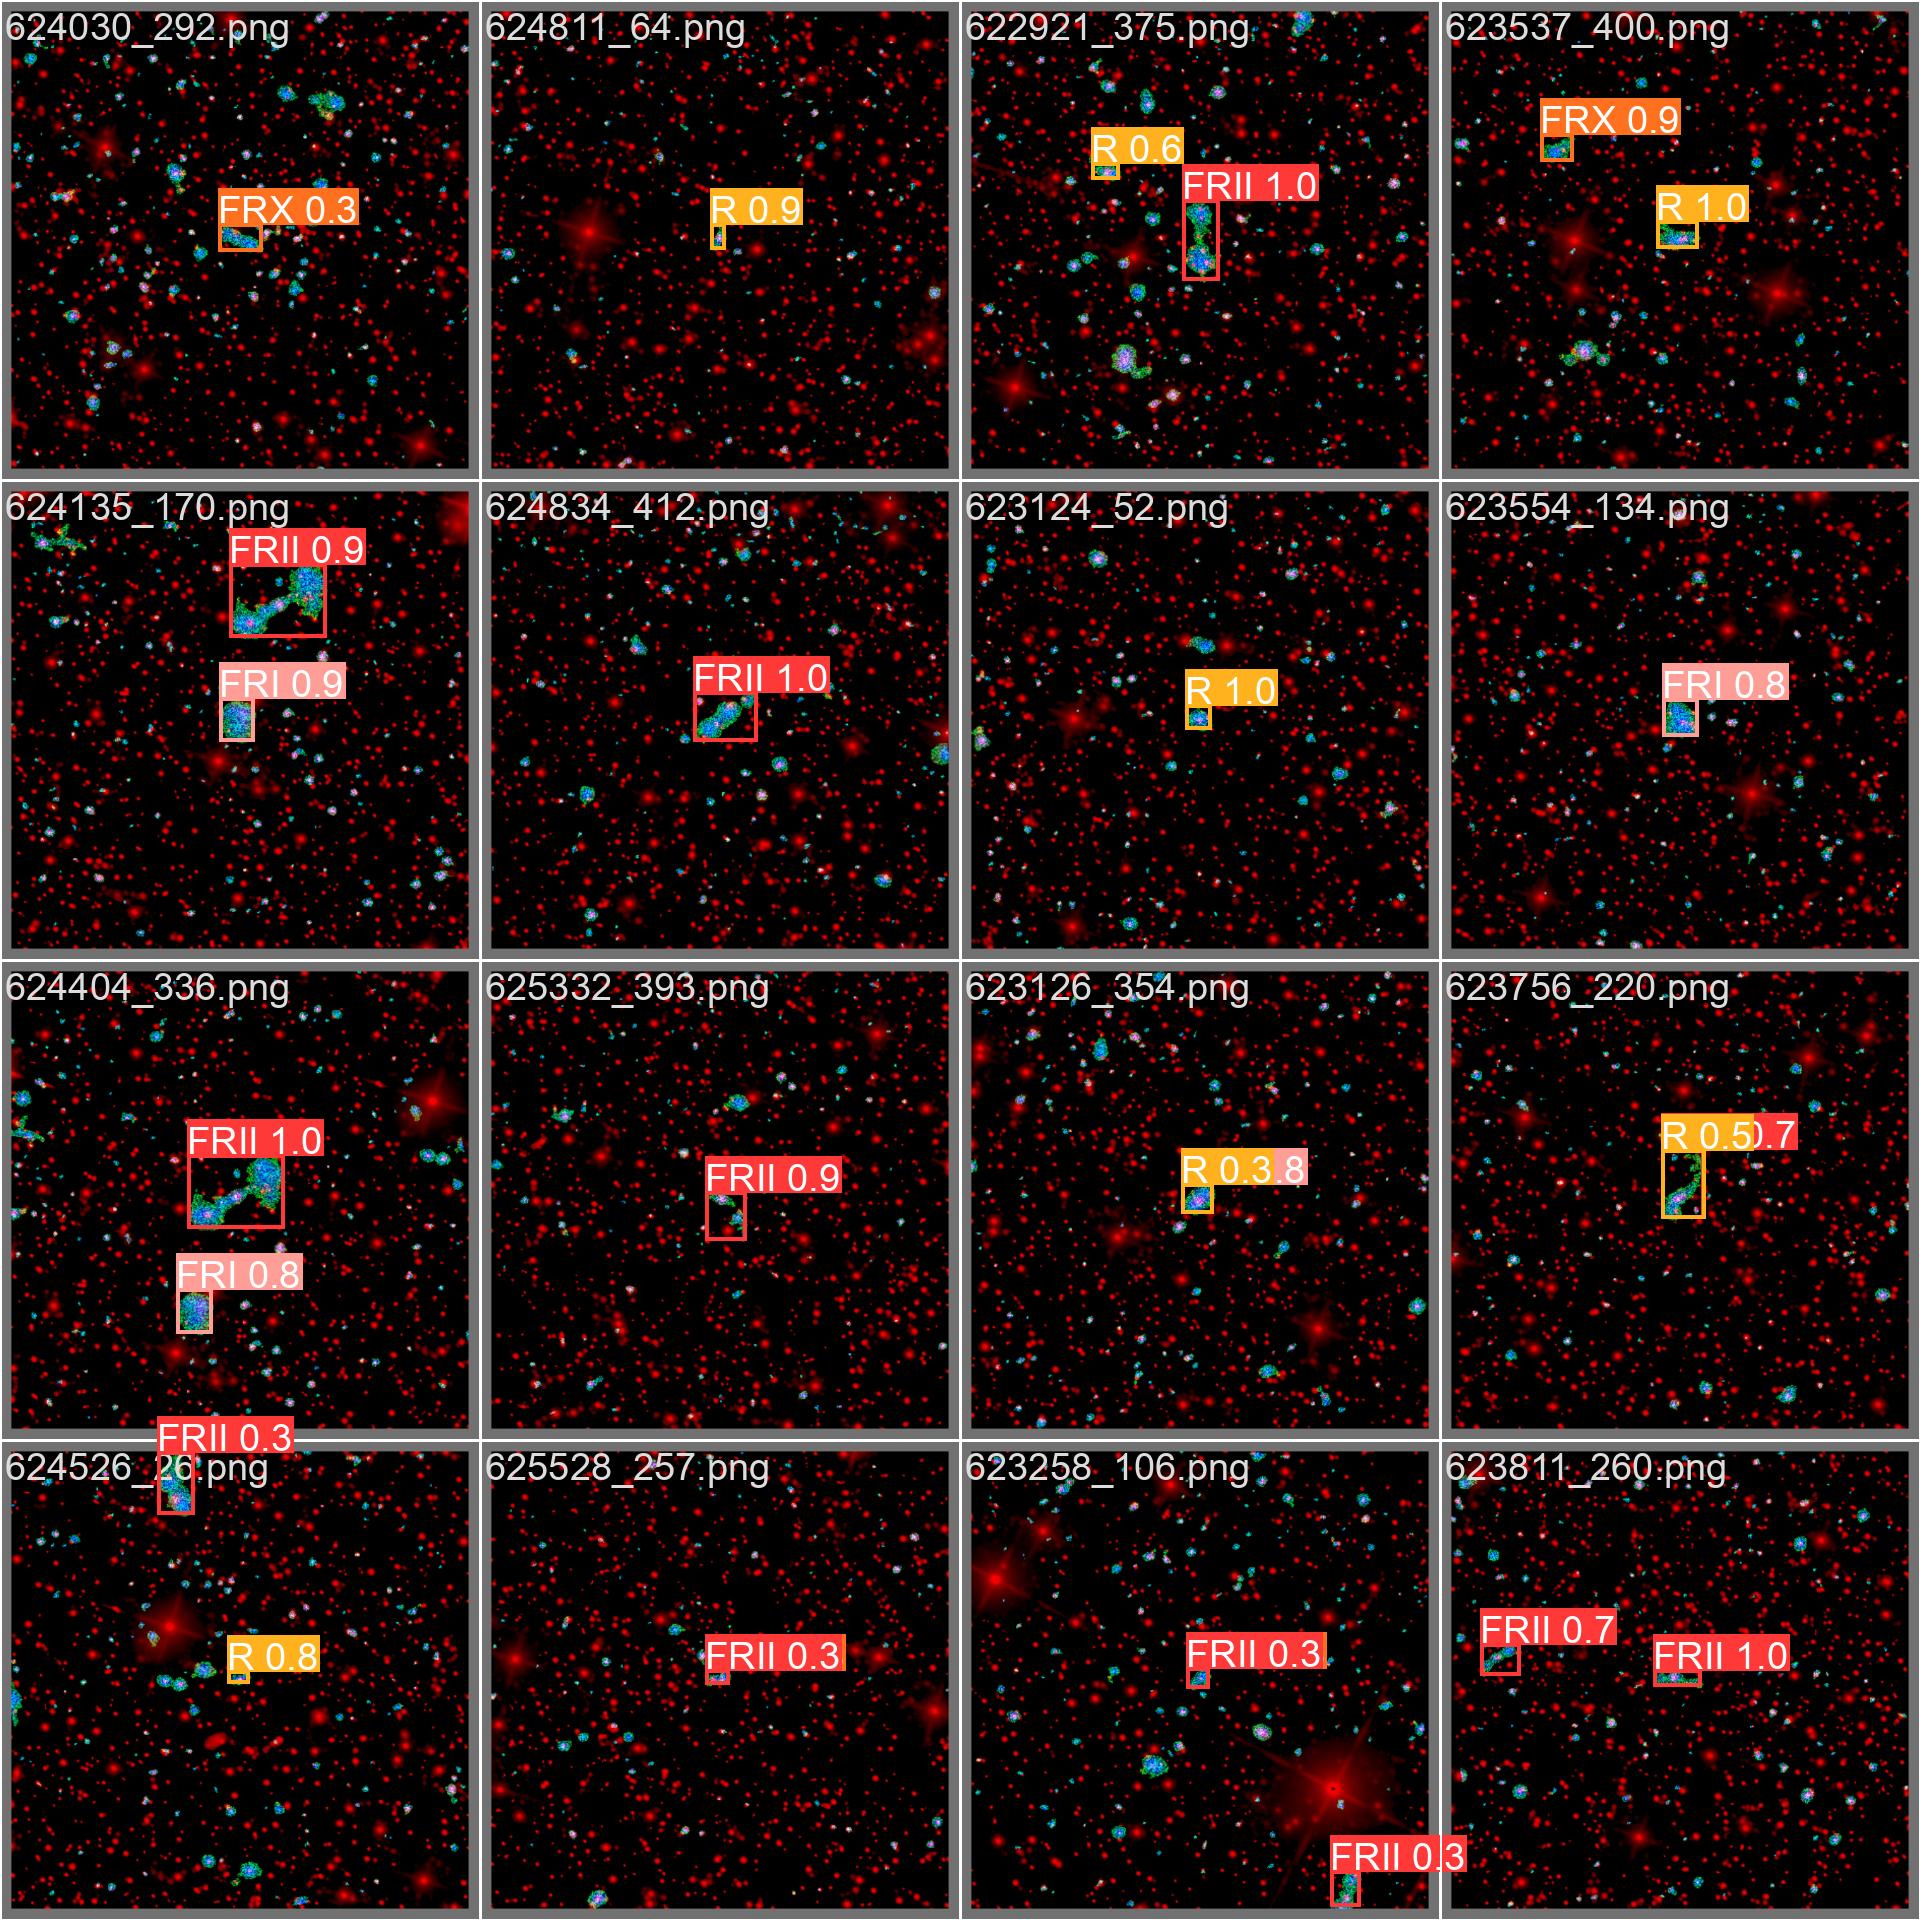 624030_292.png
FRX 0.3
624811_64.png
R 0.9
622921_375.png
R 0.6
FRII 1.0
623537_400.png
FRX 0.9
R 1.0
624135_170.png
FRII 0.9
FRI 0.9
624834_412.png
FRII 1.0
623124_52.png
R 1.0
623554_134.png
FRI 0.8
624404_336.png
FRII 1.0
FRI 0.8
625332_393.png
FRII 0.9
623126_354.png
R 0.3 .8
623756_220.png
R 0.5 0.7
FRII 0.3
624526_26.png
R 0.8
625528_257.png
FRII 0.3
623258_106.png
FRII 0.3
FRII 0.3
623811_260.png
FRII 0.7
FRII 1.0